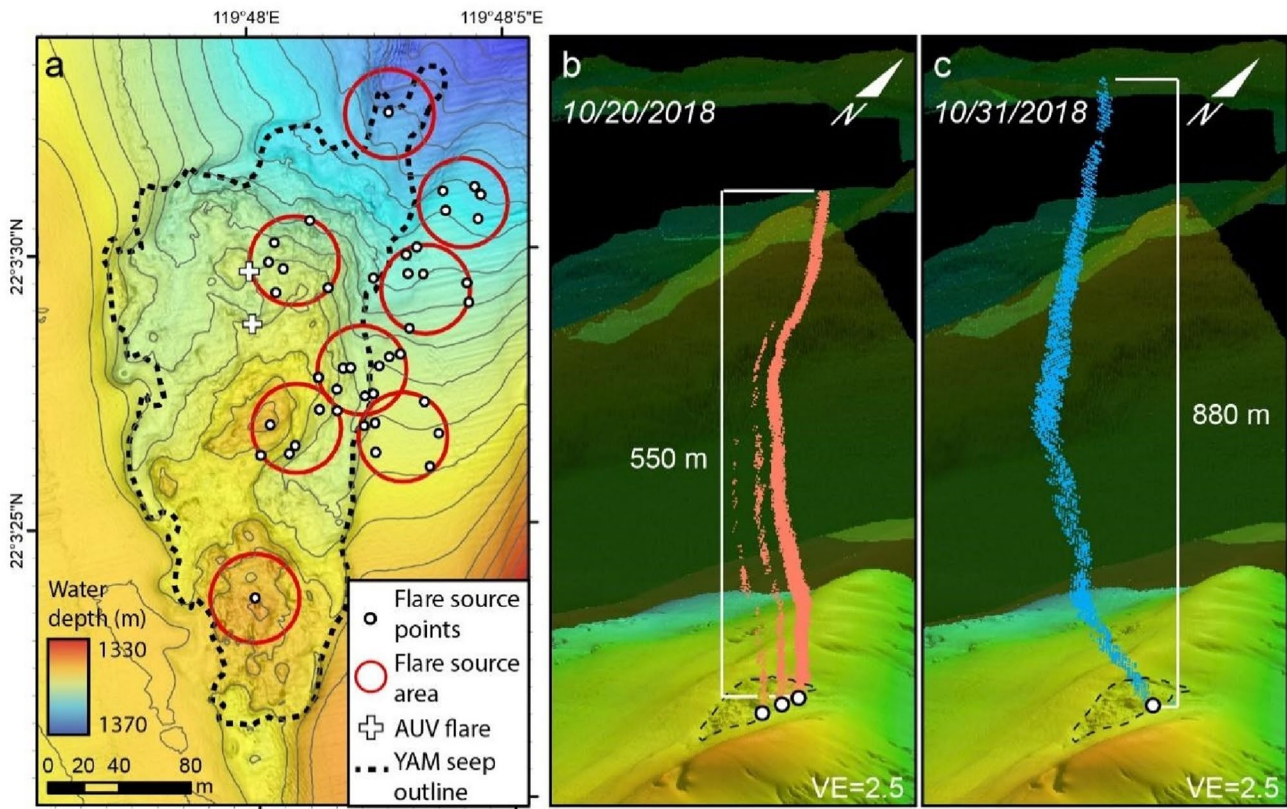 119°48'E
119°48'5"E
a
22°3'30"N
22°3'25"N
Water
depth (m)
1330
1370
0 20 40 80
m
Flare source
points
Flare source
area
AUV flare
YAM seep
outline
b
10/20/2018
N
550 m
VE=2.5
c
10/31/2018
N
880 m
VE=2.5